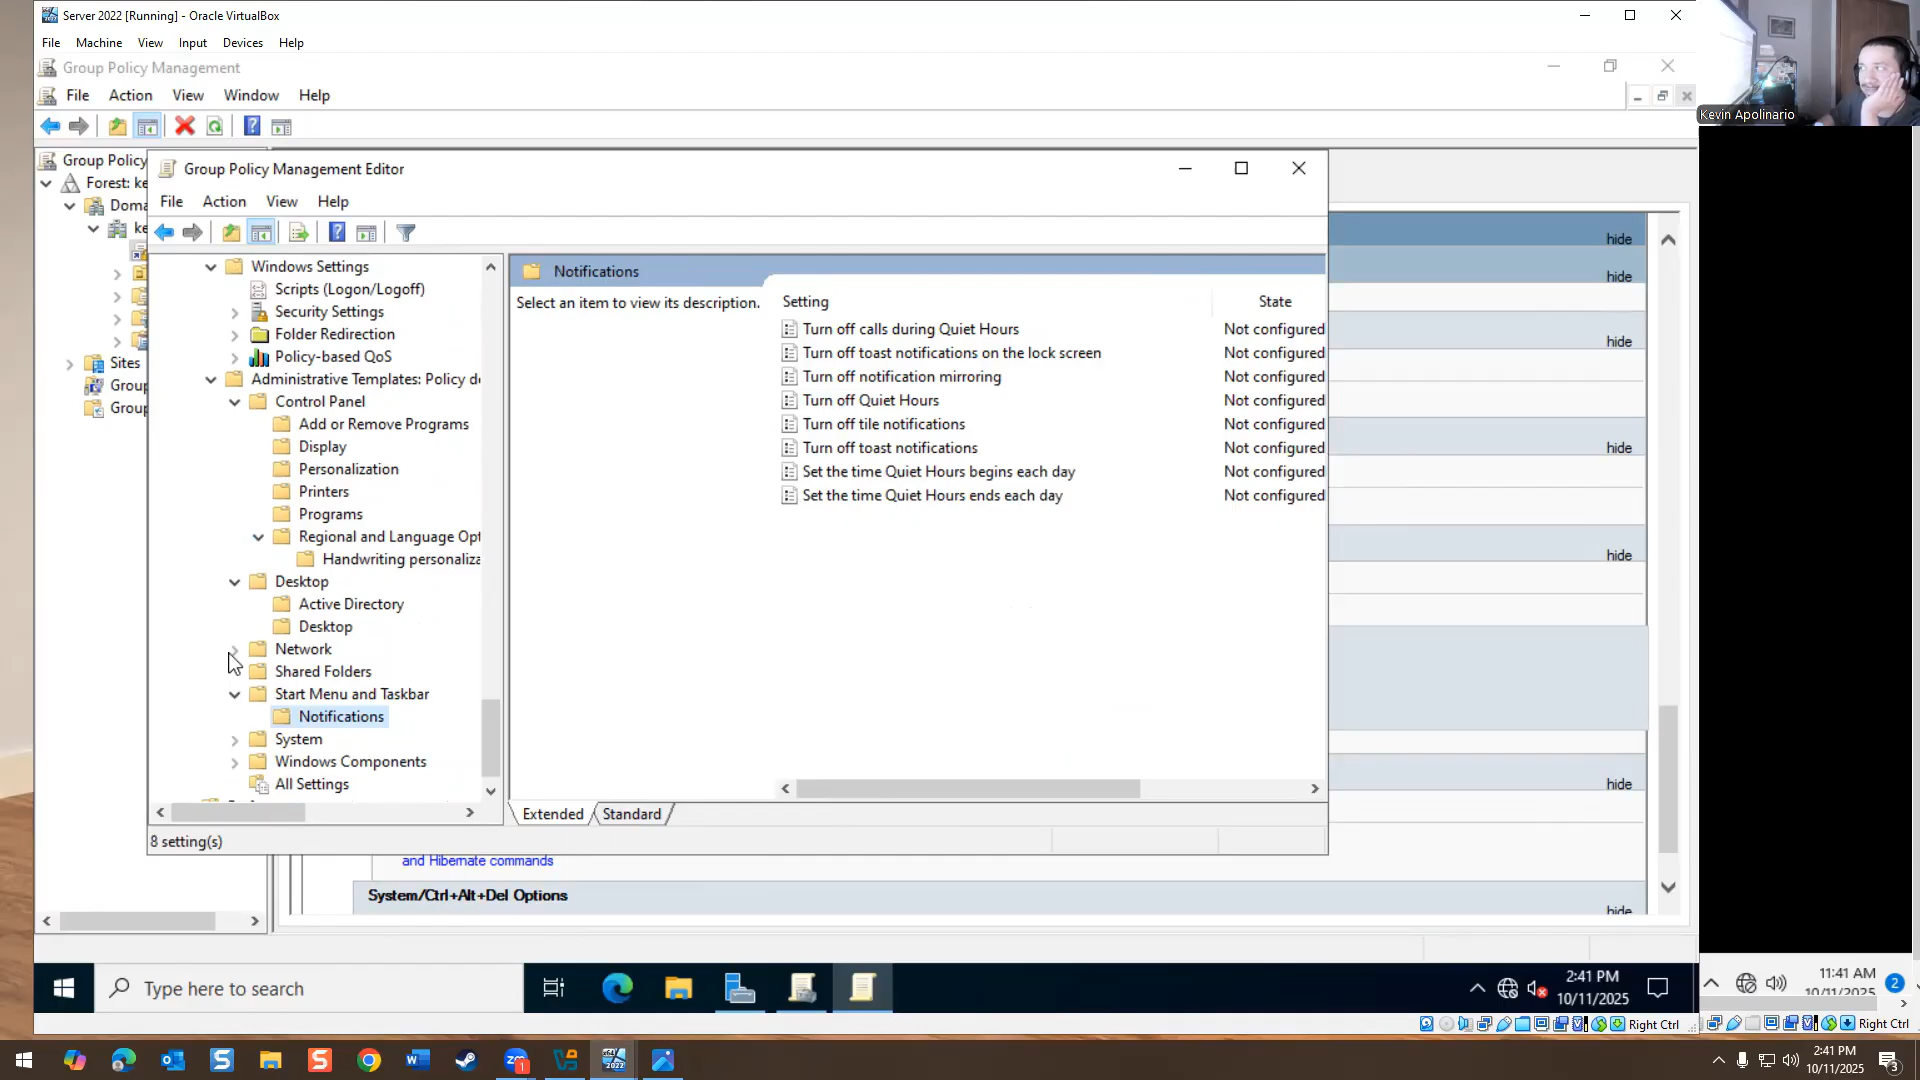 Server 2022 [Running] - Oracle VirtualBox
File Machine View Input Devices Help
Group Policy Management
File Action View Window Help
Kevin Apolinario
Group Policy
Forest: ke
Doma
ke
Sites
Group
Group
Group Policy Management Editor
File Action View Help
Windows Settings
Scripts (Logon/Logoff)
Security Settings
Folder Redirection
Policy-based QoS
Administrative Templates: Policy de
Control Panel
Add or Remove Programs
Display
Personalization
Printers
Programs
Regional and Language Opt
Handwriting personaliza
Desktop
Active Directory
Desktop
Network
Shared Folders
Start Menu and Taskbar
Notifications
System
Windows Components
All Settings
Notifications
Select an item to view its description.
Setting State
Turn off calls during Quiet Hours Not configured
Turn off toast notifications on the lock screen Not configured
Turn off notification mirroring Not configured
Turn off Quiet Hours Not configured
Turn off tile notifications Not configured
Turn off toast notifications Not configured
Set the time Quiet Hours begins each day Not configured
Set the time Quiet Hours ends each day Not configured
Extended Standard
8 setting(s)
hide
hide
hide
hide
hide
hide
and Hibernate commands
System/Ctrl+Alt+Del Options
hide
Type here to search
2:41 PM
10/11/2025
11:41 AM
10/11/2025
2
Right Ctrl
Right Ctrl
2:41 PM
10/11/2025
3